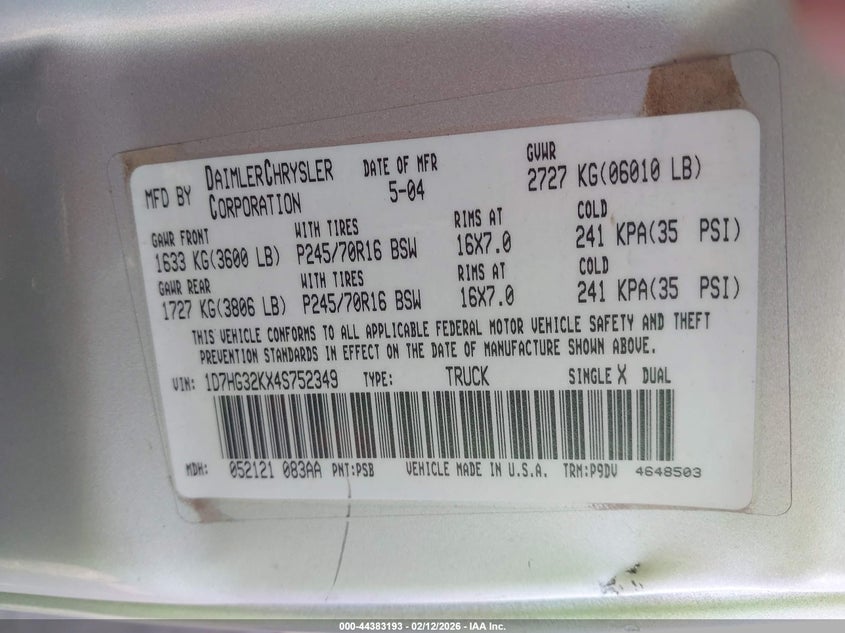 MFD BY DAIMLERCHRYSLER CORPORATION DATE OF MFR 5-04 GVWR 2727 KG(06010 LB)
GAWR FRONT WITH TIRES RIMS AT COLD
1633 KG(3600 LB) P245/70R16 BSW 16X7.0 241 KPA(35 PSI)
GAWR REAR WITH TIRES RIMS AT COLD
1727 KG(3806 LB) P245/70R16 BSW 16X7.0 241 KPA(35 PSI)
THIS VEHICLE CONFORMS TO ALL APPLICABLE FEDERAL MOTOR VEHICLE SAFETY AND THEFT
PREVENTION STANDARDS IN EFFECT ON THE DATE OF MANUFACTURE SHOWN ABOVE.
VIN: 1D7HG32KX4S752349 TYPE: TRUCK SINGLE X DUAL
MDH: 052121 083AA PNT:PSB VEHICLE MADE IN U.S.A. TRM:P9DV 4648503
000-44383193 - 02/12/2026 - IAA Inc.